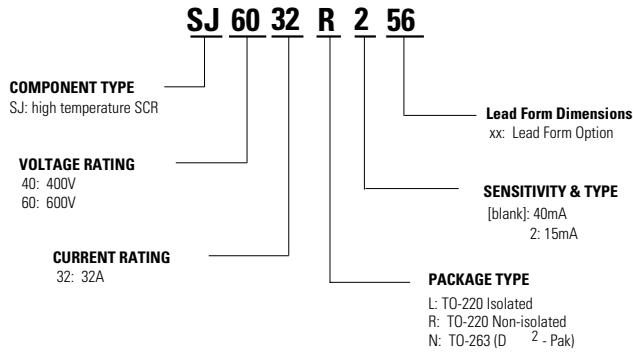 SJ 60 32 R 2 56
COMPONENT TYPE
SJ: high temperature SCR
VOLTAGE RATING
40: 400V
60: 600V
CURRENT RATING
32: 32A
Lead Form Dimensions
xx: Lead Form Option
SENSITIVITY & TYPE
[blank]: 40mA
2: 15mA
PACKAGE TYPE
L: TO-220 Isolated
R: TO-220 Non-isolated
N: TO-263 (D 2 - Pak)